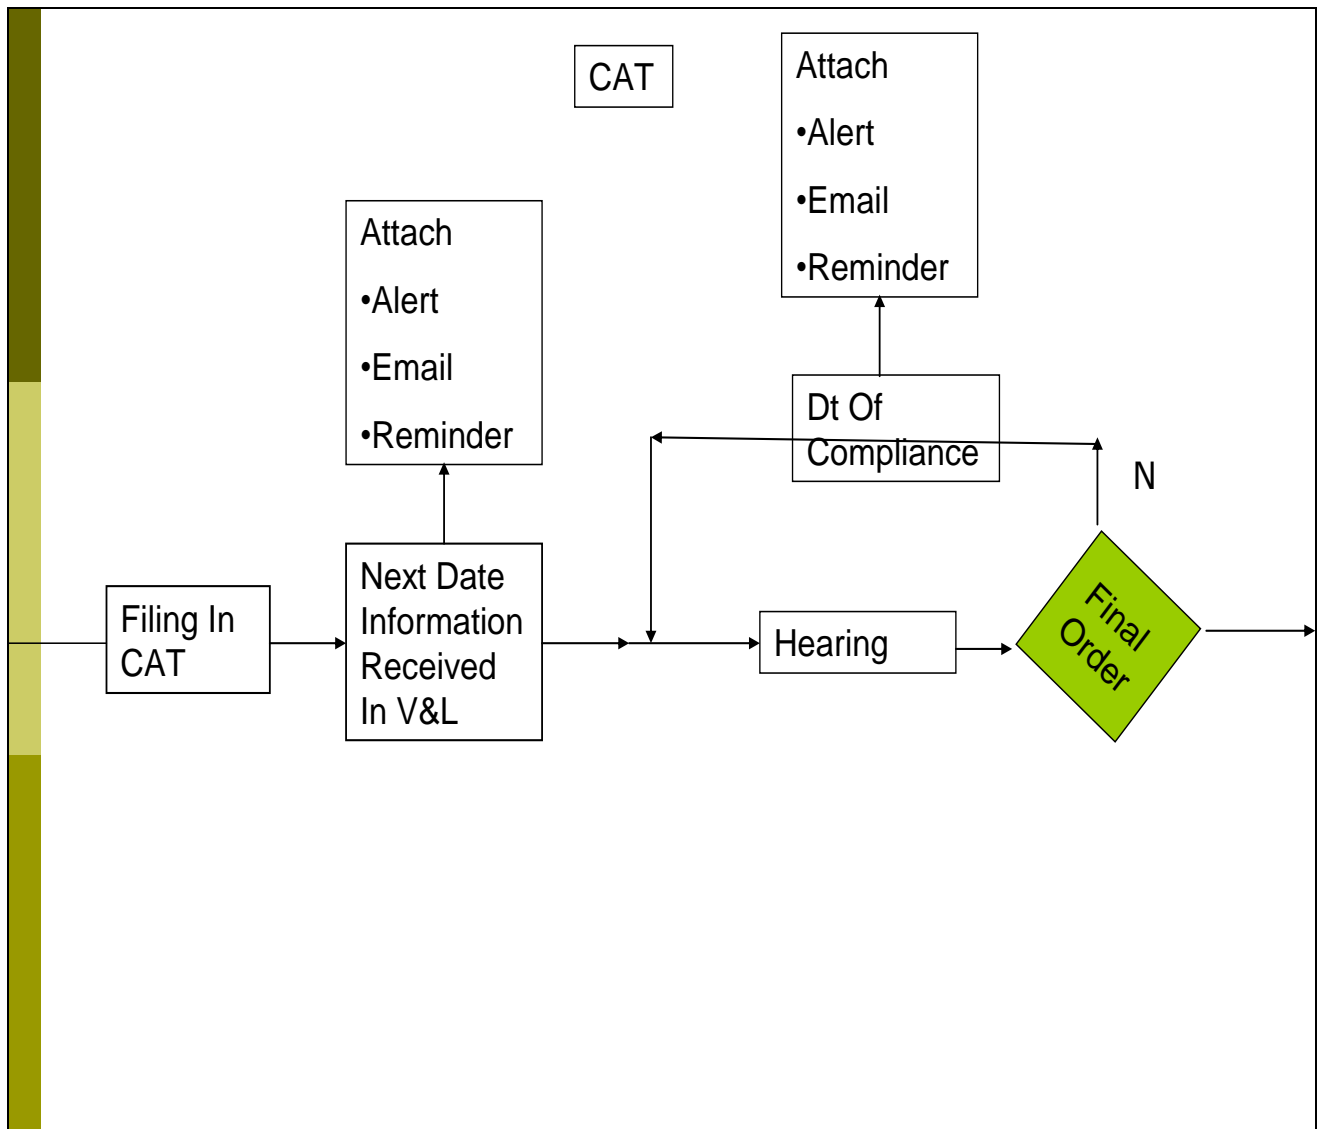 CAT
Attach
•Alert
•Email
•Reminder
Attach
•Alert
•Email
•Reminder
Dt Of
Compliance
N
Filing In
CAT
Next Date
Information
Received
In V&L
Hearing
Final
Order